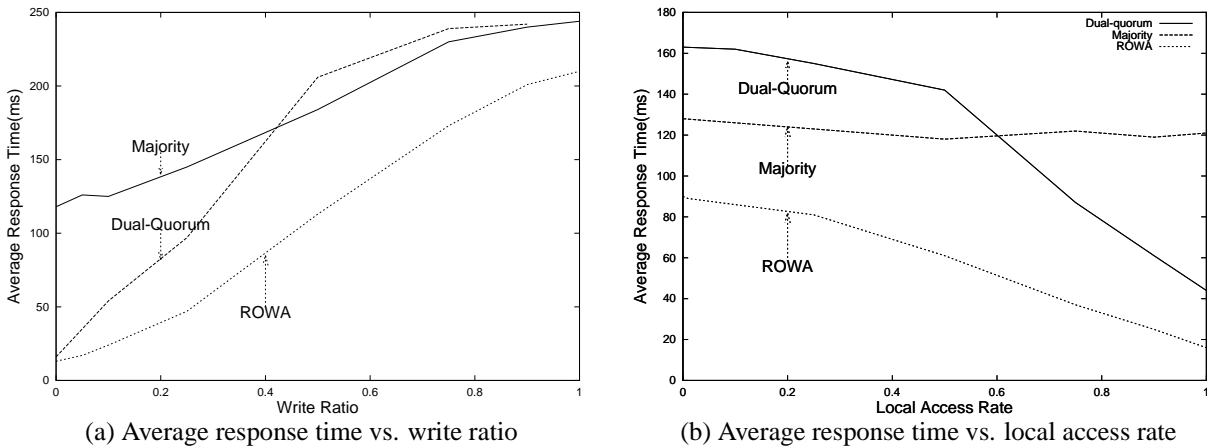 250
200
150
100
50
0
0
0.2
0.4
0.6
0.8
1
Average Response Time(ms)
Write Ratio
Majority
Dual-Quorum
ROWA
(a) Average response time vs. write ratio
180
160
140
120
100
80
60
40
20
0
0
0.2
0.4
0.6
0.8
1
Average Response Time(ms)
Local Access Rate
Dual-quorum
Majority
ROWA
Dual-Quorum
Majority
ROWA
(b) Average response time vs. local access rate